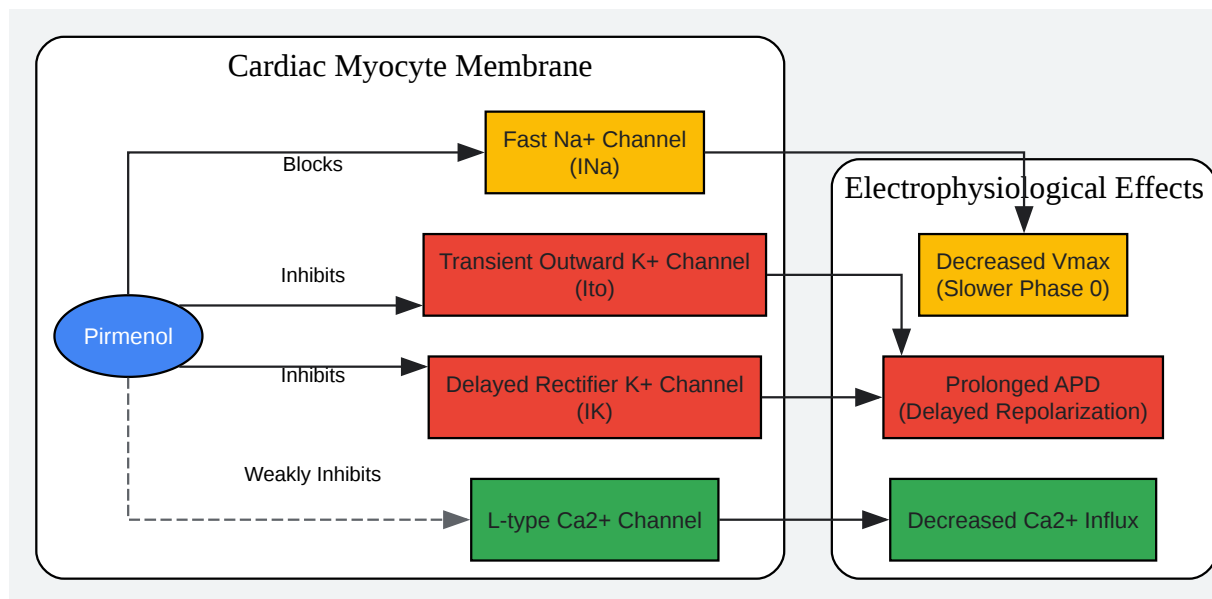 Cardiac Myocyte Membrane
Fast Na+ Channel
(INa)
Blocks
Electrophysiological Effects
Transient Outward K+ Channel
(Ito)
Inhibits
Decreased Vmax
(Slower Phase 0)
Pirmenol
Inhibits
Delayed Rectifier K+ Channel
(IK)
Prolonged APD
(Delayed Repolarization)
Weakly Inhibits
L-type Ca2+ Channel
Decreased Ca2+ Influx